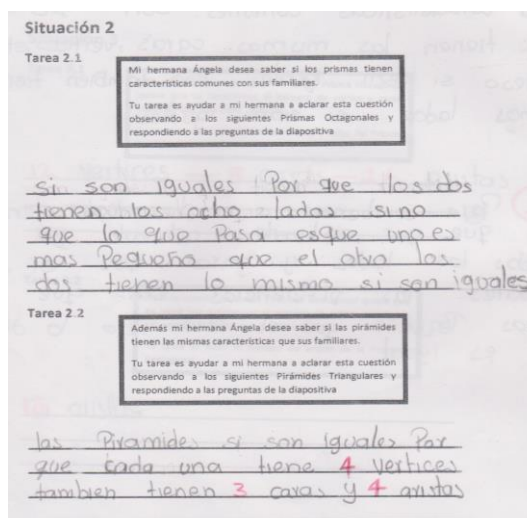 Situación 2
Tarea 2.1
Mi hermana Ángela desea saber si los prismas tienen
características comunes con sus familiares.
Tu tarea es ayudar a mi hermana a aclarar esta cuestión
observando a los siguientes Prismas Octagonales y
respondiendo a las preguntas de la diapositiva
Si son iguales Por que los dos
tienen los ocho lados sino
que lo que Pasa esque uno es
mas Pequeño que el otro los
dos tienen lo mismo si son iguales
Tarea 2.2
Además mi hermana Ángela desea saber si las pirámides
tienen las mismas características que sus familiares.
Tu tarea es ayudar a mi hermana a aclarar esta cuestión
observando a los siguientes Pirámides Triangulares y
respondiendo a las preguntas de la diapositiva
las Piramides si son iguales Por
que cada una tiene 4 vertices
tambien tienen 3 caras y 4 aristas